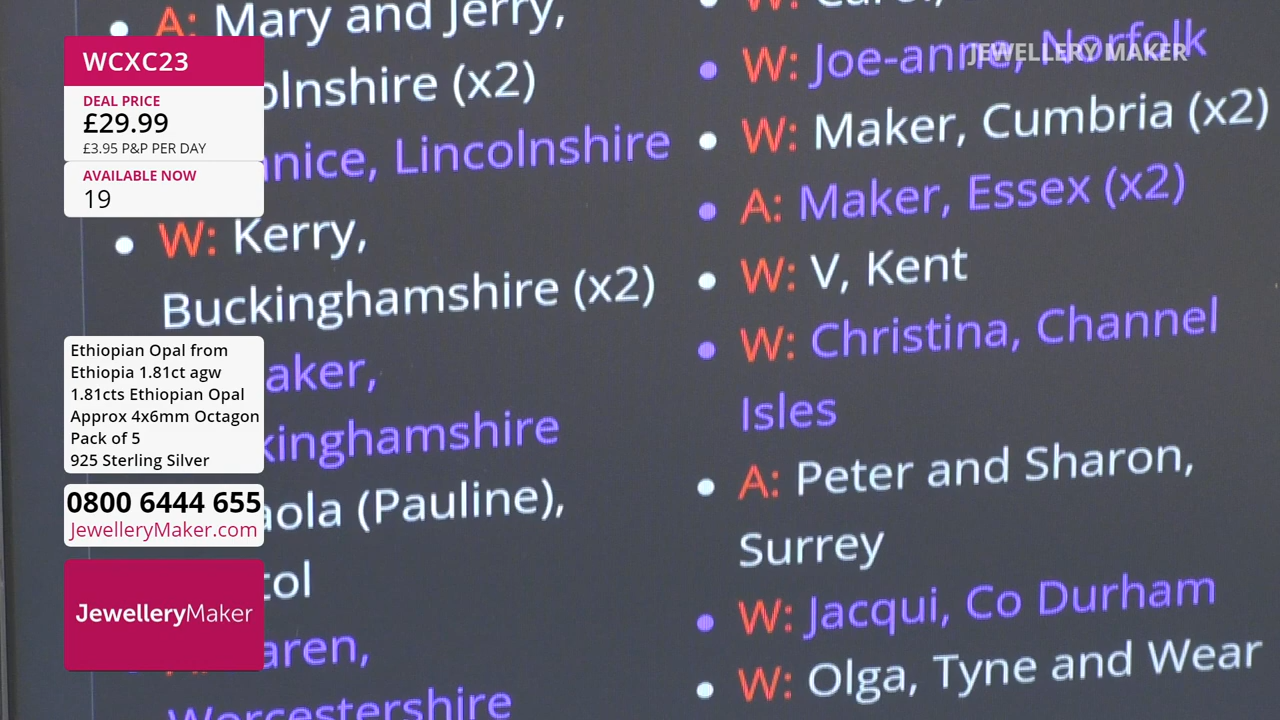 WCXC23
DEAL PRICE
£29.99
£3.95 P&P PER DAY
AVAILABLE NOW
19
Ethiopian Opal from
Ethiopia 1.81ct agw
1.81cts Ethiopian Opal
Approx 4x6mm Octagon
Pack of 5
925 Sterling Silver
0800 6444 655
JewelleryMaker.com
JewelleryMaker
A: Mary and Jerry,
olnshire (x2)
anice, Lincolnshire
W: Kerry,
Buckinghamshire (x2)
aker,
kinghamshire
aola (Pauline),
tol
aren,
Worcestershire
JEWELLERY MAKER
W: Joe-anne, Norfolk
W: Maker, Cumbria (x2)
A: Maker, Essex (x2)
W: V, Kent
W: Christina, Channel
Isles
A: Peter and Sharon,
Surrey
W: Jacqui, Co Durham
W: Olga, Tyne and Wear